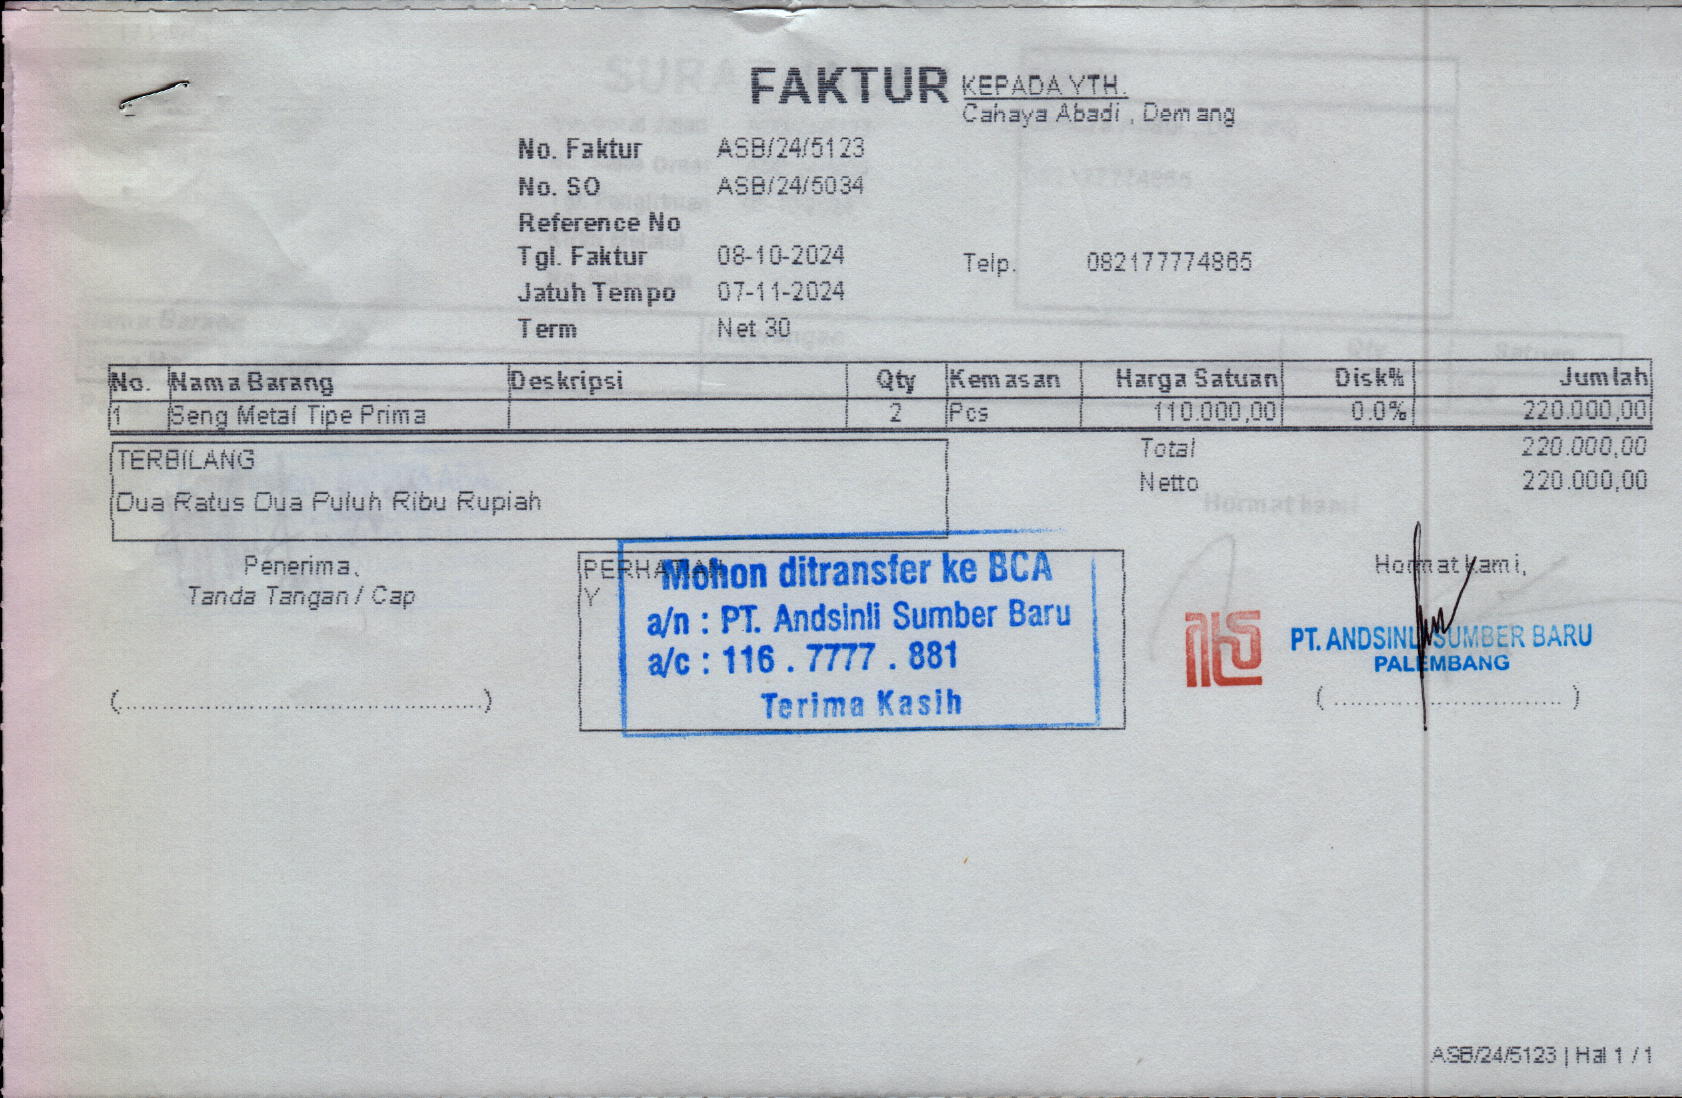 FAKTUR
KEPADA YTH.
Cahaya Abadi , Demang
No. Faktur ASB/24/5123
No. SO ASB/24/5034
Reference No
Tgl. Faktur 08-10-2024
Telp. 082177774865
Jatuh Tempo 07-11-2024
Term Net 30
No. Nama Barang Deskripsi Qty Kemasan Harga Satuan Disk% Jumlah
1 Seng Metal Tipe Prima 2 Pcs 110.000,00 0.0% 220.000,00
Total 220.000,00
TERBILANG
Netto 220.000,00
Dua Ratus Dua Puluh Ribu Rupiah
Penerima,
Tanda Tangan / Cap
(............................................)
PERHATIAN
Y
Mohon ditransfer ke BCA
a/n : PT. Andsinli Sumber Baru
a/c : 116 . 7777 . 881
Terima Kasih
Hormat kami,
PT. ANDSINLI SUMBER BARU
PALEMBANG
( ............................ )
ASB/24/5123 | Hal 1 / 1